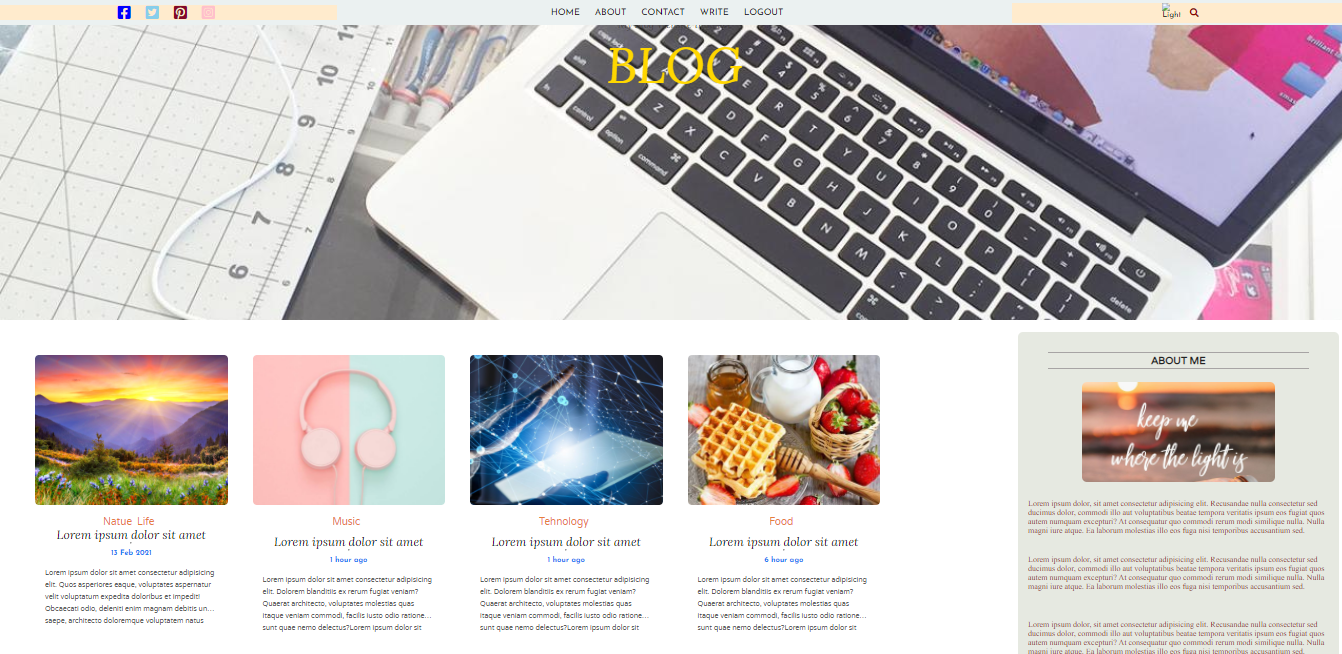 HOME ABOUT CONTACT WRITE LOGOUT
Light
BLOG
Natue Life
Lorem ipsum dolor sit amet
13 Feb 2021
Lorem ipsum dolor sit amet consectetur adipisicing
elit. Quos asperiores eaque, voluptates aspernatur
velit voluptatum expedita doloribus et impedit!
Obcaecati odio, deleniti enim magnam debitis un...
saepe, architecto doloremque voluptatem natus
Music
Lorem ipsum dolor sit amet
1 hour ago
Lorem ipsum dolor sit amet consectetur adipisicing
elit. Dolorem blanditiis ex rerum fugiat veniam?
Quaerat architecto, voluptates molestias quas
itaque veniam commodi, facilis iusto odio ratione...
sunt quae nemo delectus?Lorem ipsum dolor sit
Tehnology
Lorem ipsum dolor sit amet
1 hour ago
Lorem ipsum dolor sit amet consectetur adipisicing
elit. Dolorem blanditiis ex rerum fugiat veniam?
Quaerat architecto, voluptates molestias quas
itaque veniam commodi, facilis iusto odio ratione...
sunt quae nemo delectus?Lorem ipsum dolor sit
Food
Lorem ipsum dolor sit amet
6 hour ago
Lorem ipsum dolor sit amet consectetur adipisicing
elit. Dolorem blanditiis ex rerum fugiat veniam?
Quaerat architecto, voluptates molestias quas
itaque veniam commodi, facilis iusto odio ratione...
sunt quae nemo delectus?Lorem ipsum dolor sit
ABOUT ME
keep me
where the light is
Lorem ipsum dolor, sit amet consectetur adipisicing elit. Recusandae nulla consectetur sed
ducimus dolor, commodi illo aut voluptatibus beatae tempora veritatis ipsum eos fugiat quos
autem numquam excepturi? At consequatur quo commodi rerum modi similique nulla. Nulla
magni iure atque. Ea laborum molestias eos fuga nisi temporibus accusantium sed.
Lorem ipsum dolor, sit amet consectetur adipisicing elit. Recusandae nulla consectetur sed
ducimus dolor, commodi illo aut voluptatibus beatae tempora veritatis ipsum eos fugiat quos
autem numquam excepturi? At consequatur quo commodi rerum modi similique nulla. Nulla
magni iure atque. Ea laborum molestias eos fuga nisi temporibus accusantium sed.
Lorem ipsum dolor, sit amet consectetur adipisicing elit. Recusandae nulla consectetur sed
ducimus dolor, commodi illo aut voluptatibus beatae tempora veritatis ipsum eos fugiat quos
autem numquam excepturi? At consequatur quo commodi rerum modi similique nulla. Nulla
magni iure atque. Ea laborum molestias eos fuga nisi temporibus accusantium sed.